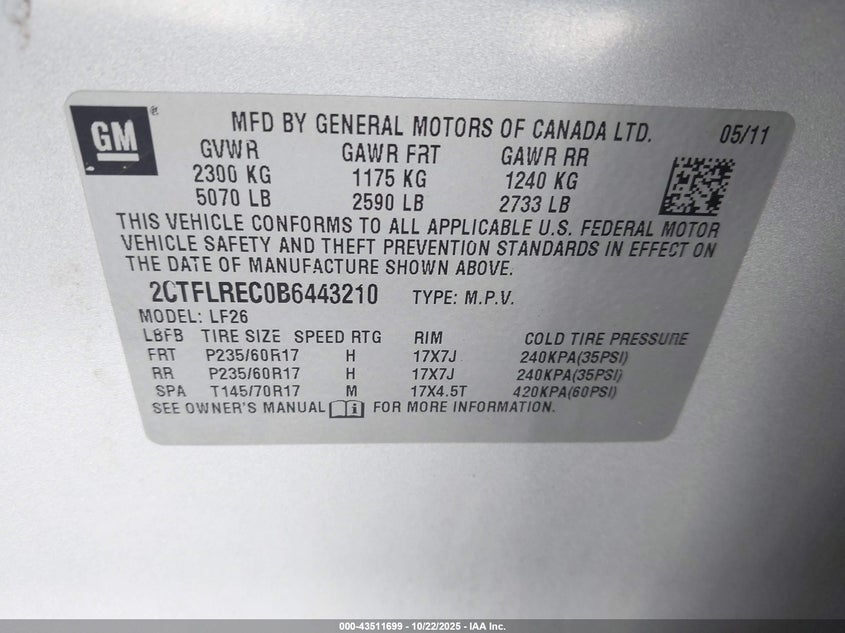 GM®
MFD BY GENERAL MOTORS OF CANADA LTD. 05/11
GVWR GAWR FRT GAWR RR
2300 KG 1175 KG 1240 KG
5070 LB 2590 LB 2733 LB
THIS VEHICLE CONFORMS TO ALL APPLICABLE U.S. FEDERAL MOTOR
VEHICLE SAFETY AND THEFT PREVENTION STANDARDS IN EFFECT ON
THE DATE OF MANUFACTURE SHOWN ABOVE.
2CTFLREC0B6443210 TYPE: M.P.V.
MODEL: LF26
LBFB TIRE SIZE SPEED RTG RIM COLD TIRE PRESSURE
FRT P235/60R17 H 17X7J 240KPA(35PSI)
RR P235/60R17 H 17X7J 240KPA(35PSI)
SPA T145/70R17 M 17X4.5T 420KPA(60PSI)
SEE OWNER'S MANUAL FOR MORE INFORMATION.
000-43511699 - 10/22/2025 - IAA Inc.